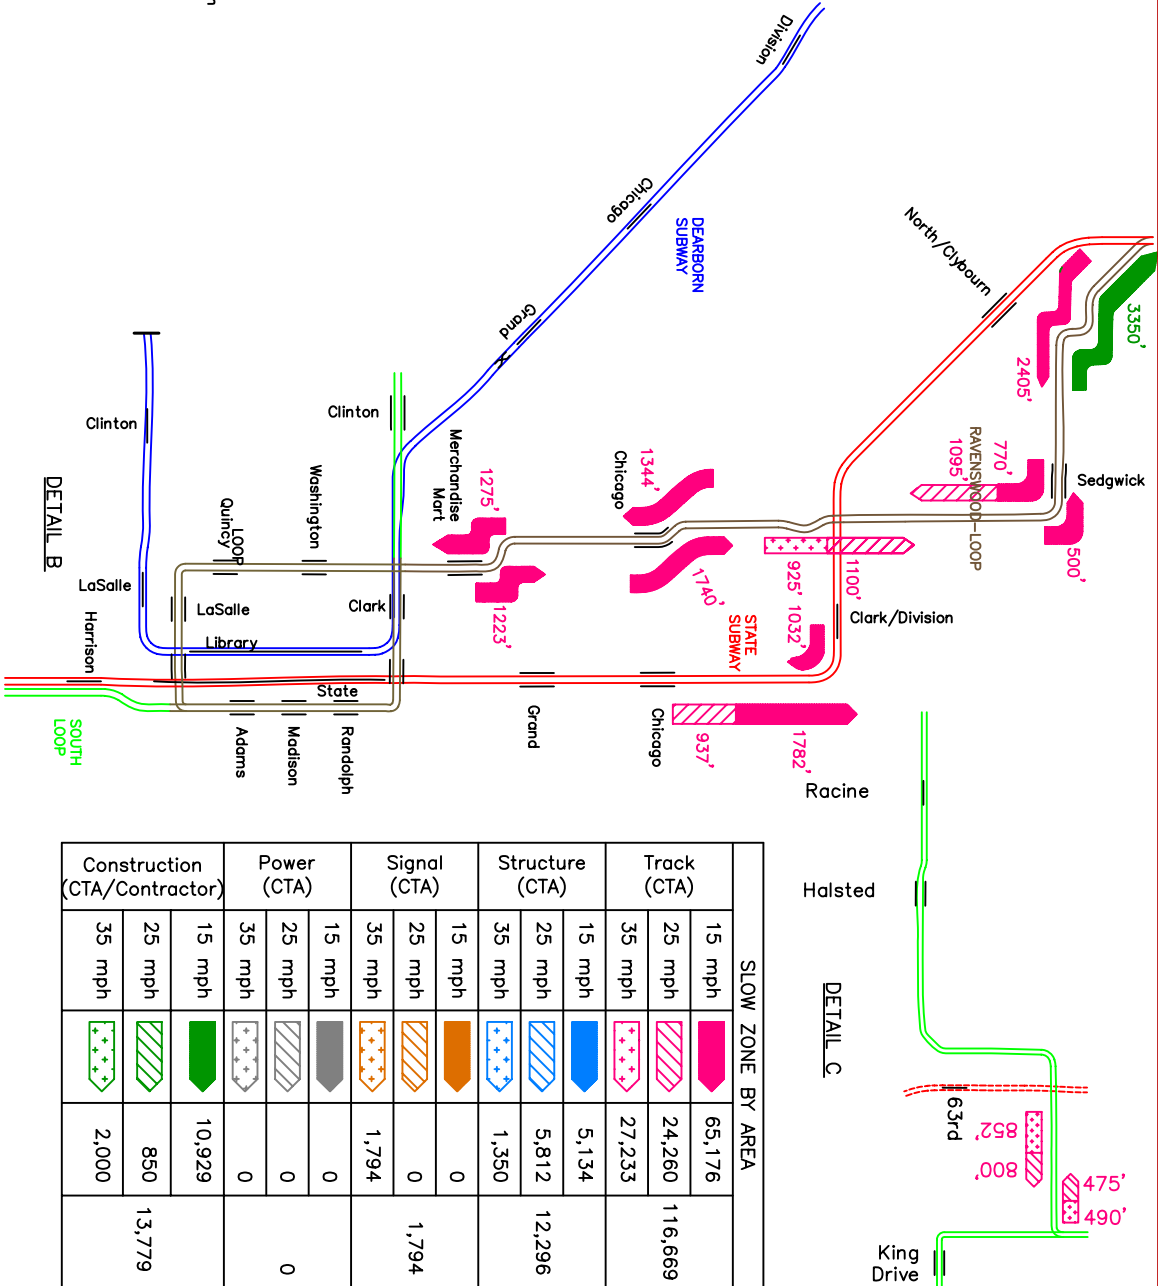 Division
Chicago
DEARBORN
SUBWAY
Grand
North/Clybourn
3350'
2405'
Clinton
Clinton
DETAIL B
Merchandise
Mart
1275'
Chicago
1344'
770'
1095'
RAVENSWOOD-LOOP
Sedgwick
500'
Washington
Quincy
LOOP
LaSalle
LaSalle
Clark
1223'
1740'
925'
1100'
1032'
STATE
SUBWAY
Clark/Division
Harrison
Library
State
SOUTH
LOOP
Adams
Madison
Randolph
Grand
Chicago
937'
1782'
Racine
Halsted
DETAIL C
63rd
852'
800'
475'
490'
King
Drive
SLOW ZONE BY AREA
Track
(CTA)
15 mph 65,176
25 mph 24,260
35 mph 27,233
116,669
Structure
(CTA)
15 mph 5,134
25 mph 5,812
35 mph 1,350
12,296
Signal
(CTA)
15 mph 0
25 mph 0
35 mph 1,794
1,794
Power
(CTA)
15 mph 0
25 mph 0
35 mph 0
0
Construction
(CTA/Contractor)
15 mph 10,929
25 mph 850
35 mph 2,000
13,779